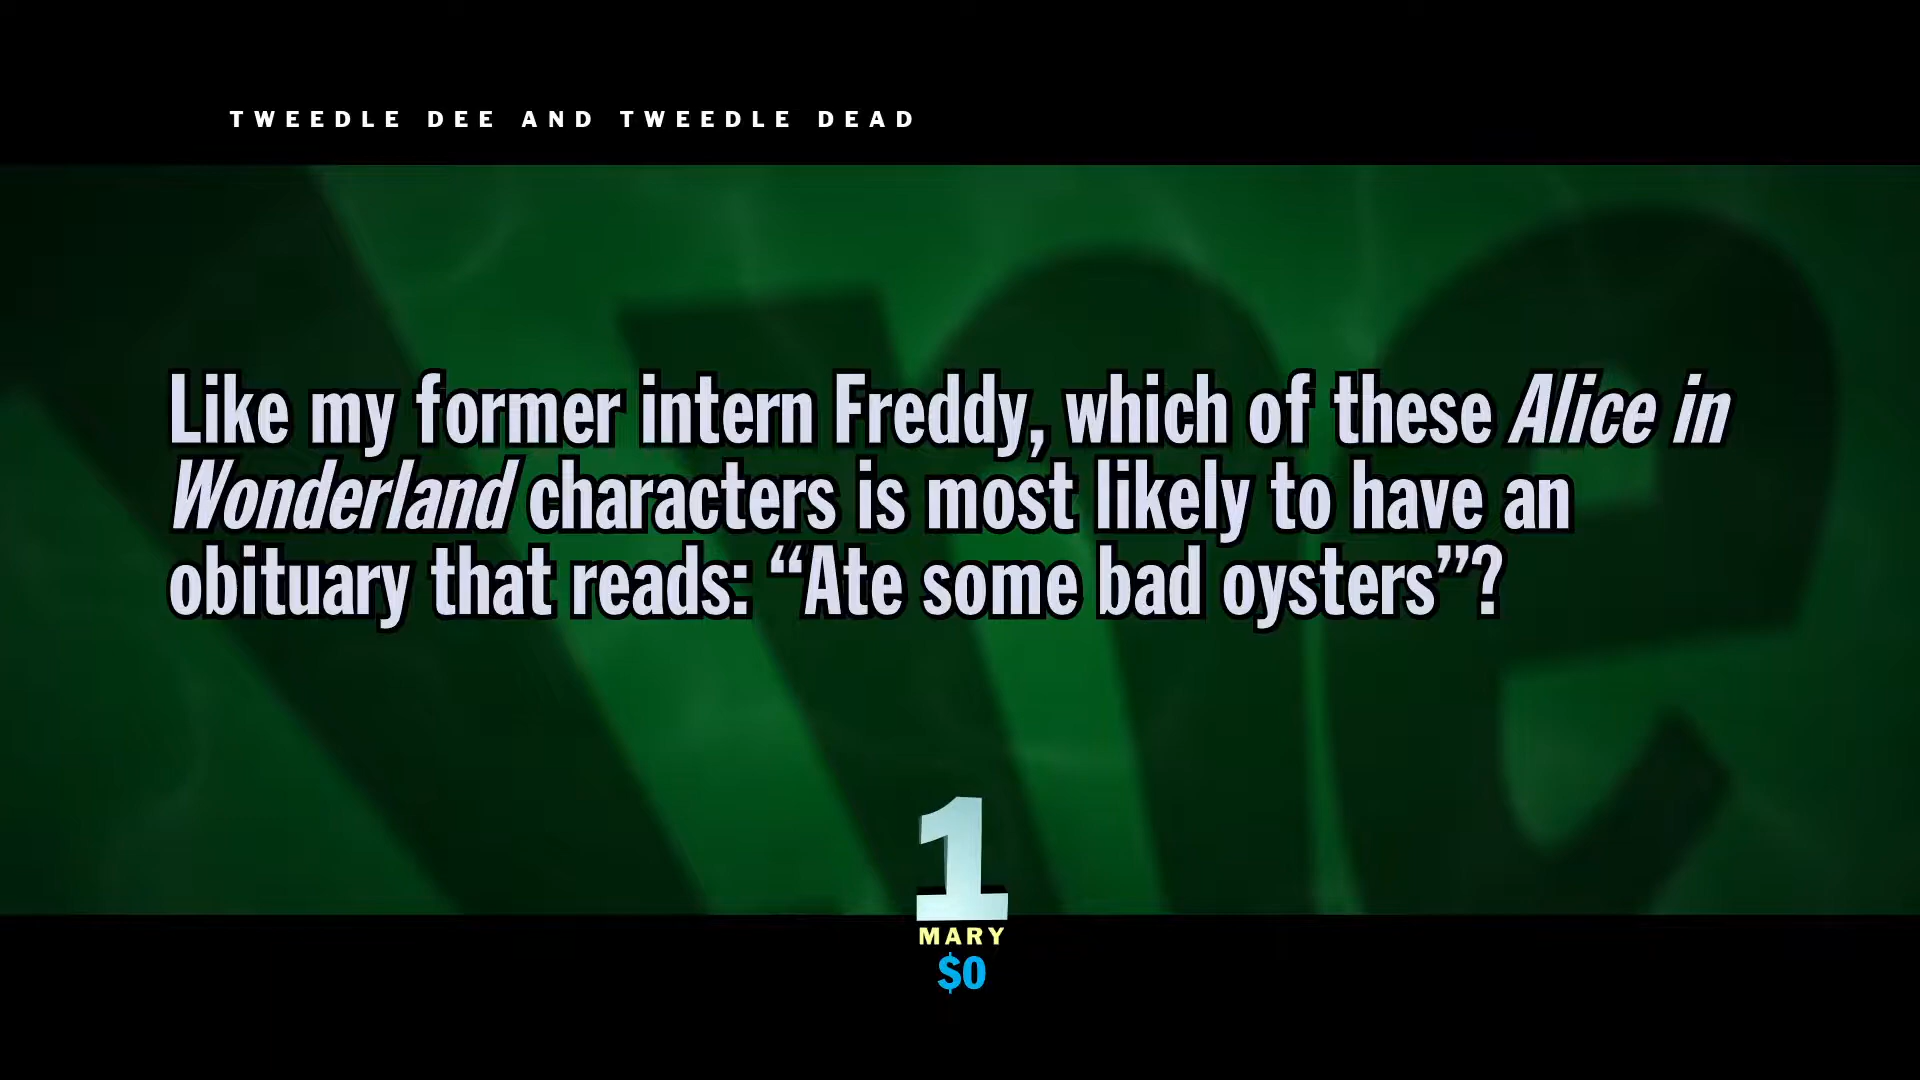 TWEEDLE DEE AND TWEEDLE DEAD
Like my former intern Freddy, which of these Alice in
Wonderland characters is most likely to have an
obituary that reads: “Ate some bad oysters”?
1
MARY
$0